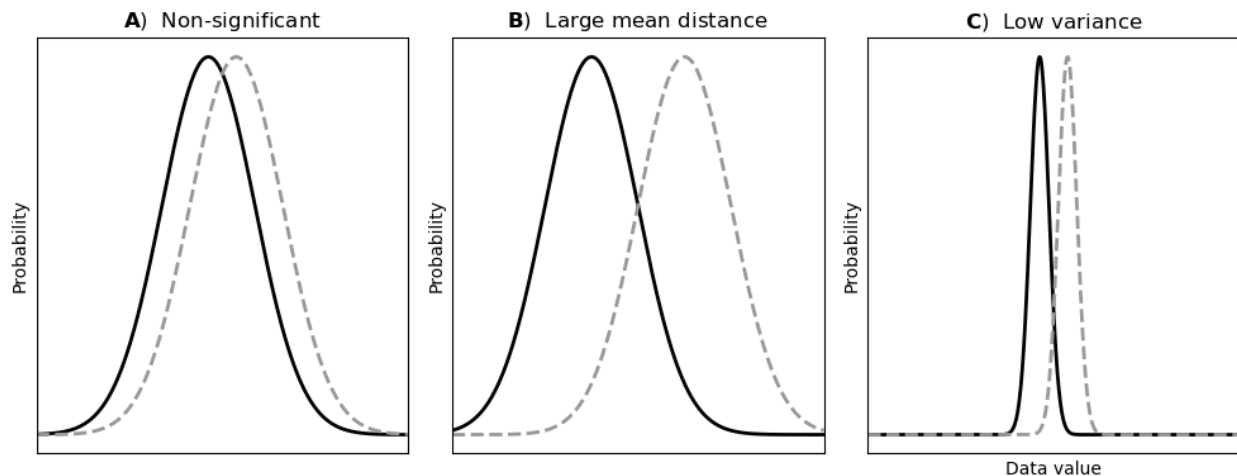 A) Non-significant
B) Large mean distance
C) Low variance
Probability
Probability
Probability
Data value